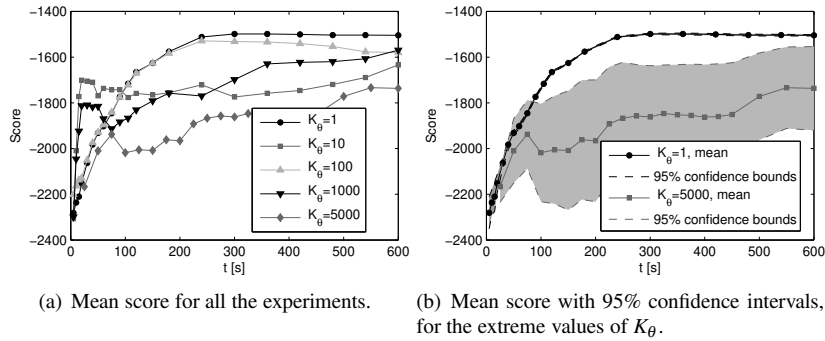 −1400
−1600
−1800
−2000
−2200
−2400
Score
0 100 200 300 400 500 600
t [s]
K_θ=1
K_θ=10
K_θ=100
K_θ=1000
K_θ=5000
(a) Mean score for all the experiments.
−1400
−1600
−1800
−2000
−2200
−2400
Score
0 100 200 300 400 500 600
t [s]
K_θ=1, mean
95% confidence bounds
K_θ=5000, mean
95% confidence bounds
(b) Mean score with 95% confidence intervals,
for the extreme values of K_θ.